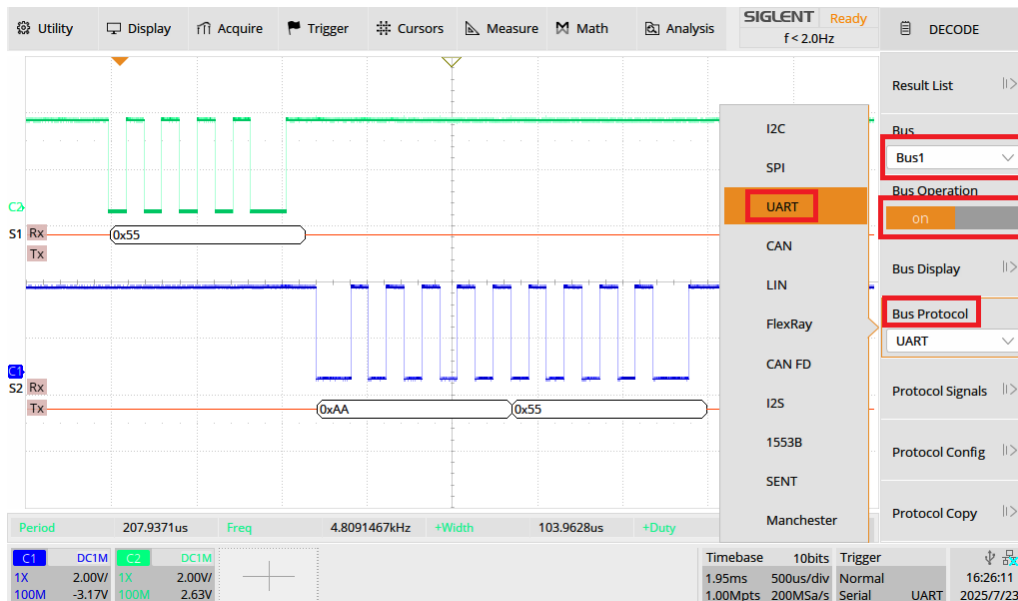 Utility Display Acquire Trigger Cursors Measure Math Analysis
SIGLENT Ready
f < 2.0Hz
DECODE
Result List
Bus
Bus1
Bus Operation
on
Bus Display
Bus Protocol
UART
Protocol Signals
Protocol Config
Protocol Copy
I2C
SPI
UART
CAN
LIN
FlexRay
CAN FD
I2S
1553B
SENT
Manchester
C2
S1 Rx
0x55
Tx
C1
S2 Rx
Tx
0xAA 0x55
Period 207.9371us Freq 4.8091467kHz +Width 103.9628us +Duty
C1 DC1M
1X 2.00V/
100M -3.17V
C2 DC1M
1X 2.00V/
100M 2.63V
Timebase 10bits
1.95ms 500us/div
1.00Mpts 200MSa/s
Trigger
Normal
Serial UART
16:26:11
2025/7/23